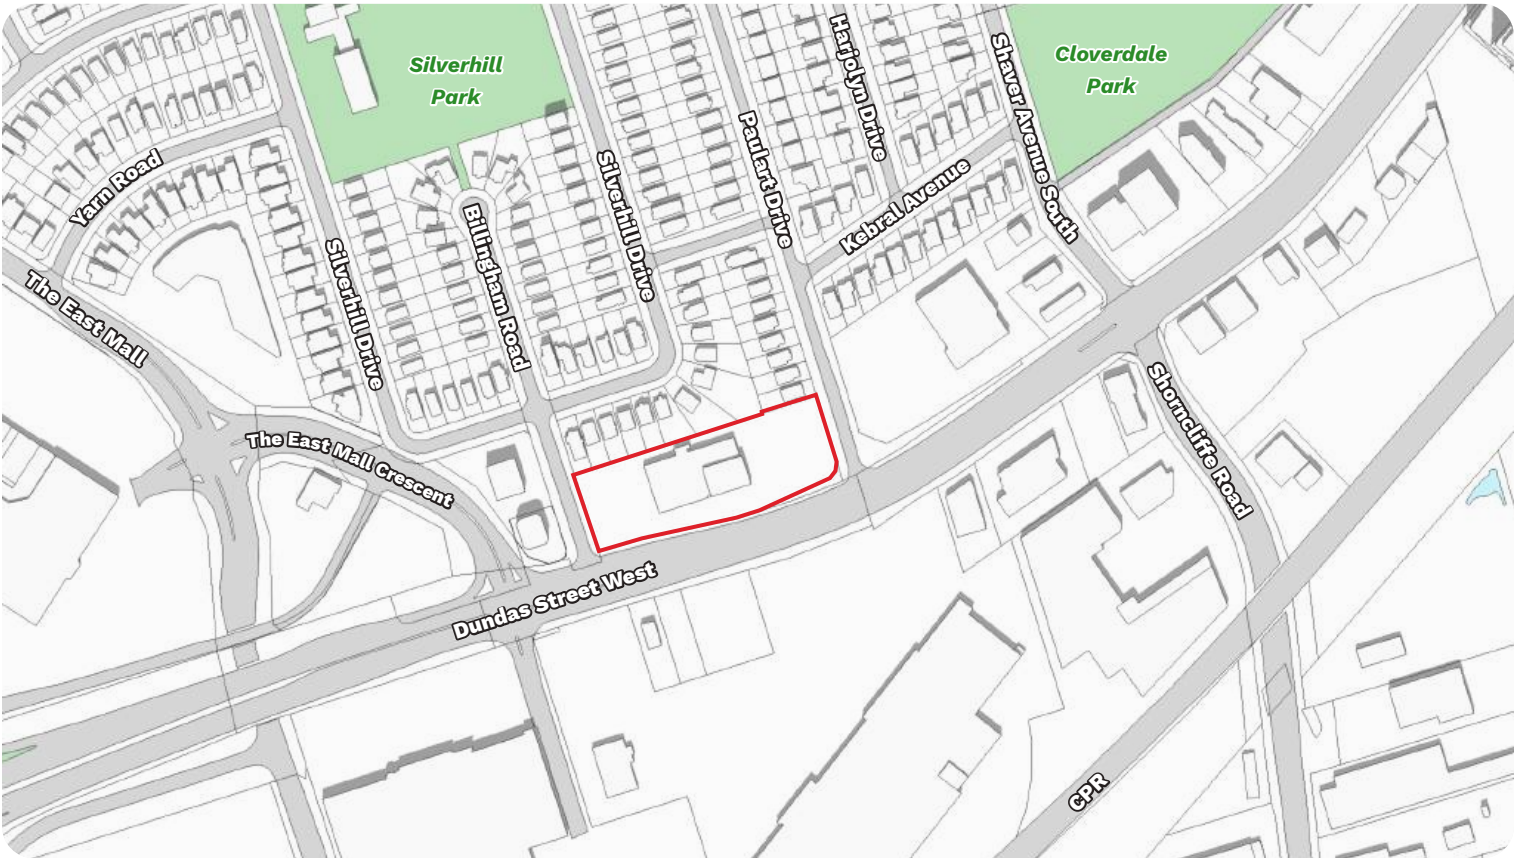 Silverhill
Park
Cloverdale
Park
Harjolyn Drive
Shaver Avenue South
Paulart Drive
Silverhill Drive
Yarn Road
Kebral Avenue
Billingham Road
Silverhill Drive
The East Mall
The East Mall Crescent
Shorncliffe Road
Dundas Street West
CPR